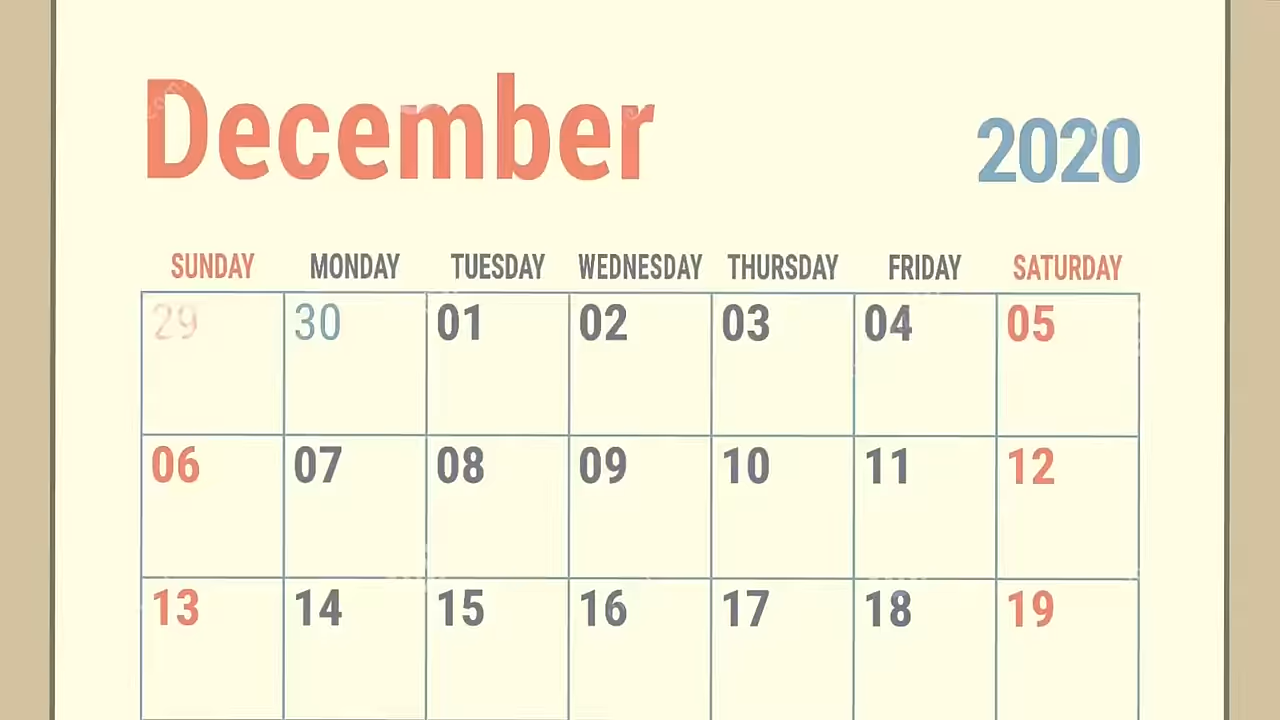 December
2020
SUNDAY MONDAY TUESDAY WEDNESDAY THURSDAY FRIDAY SATURDAY
29 30 01 02 03 04 05
06 07 08 09 10 11 12
13 14 15 16 17 18 19